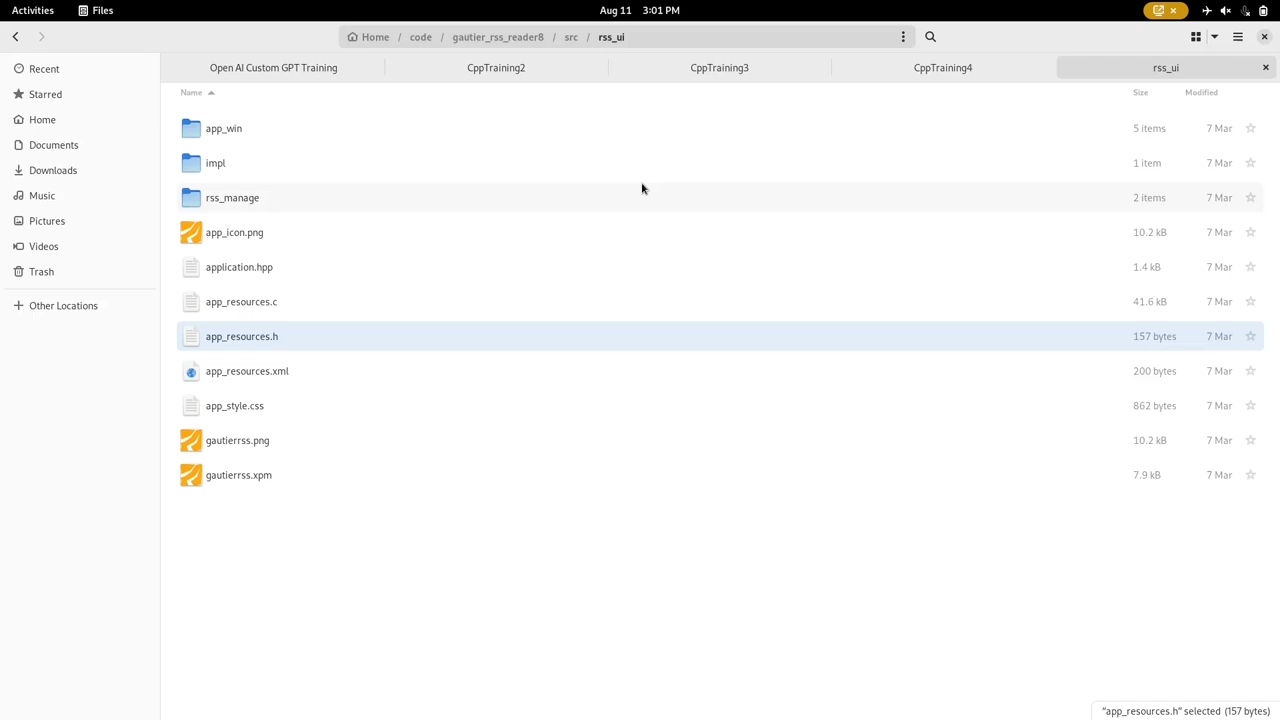 Activities Files Aug 11 3:01 PM
Home / code / gautier_rss_reader8 / src / rss_ui
Open AI Custom GPT Training CppTraining2 CppTraining3 CppTraining4 rss_ui
Recent
Starred
Home
Documents
Downloads
Music
Pictures
Videos
Trash
Other Locations
Name Size Modified
app_win 5 items 7 Mar
impl 1 item 7 Mar
rss_manage 2 items 7 Mar
app_icon.png 10.2 kB 7 Mar
application.hpp 1.4 kB 7 Mar
app_resources.c 41.6 kB 7 Mar
app_resources.h 157 bytes 7 Mar
app_resources.xml 200 bytes 7 Mar
app_style.css 862 bytes 7 Mar
gautierrss.png 10.2 kB 7 Mar
gautierrss.xpm 7.9 kB 7 Mar
“app_resources.h” selected (157 bytes)